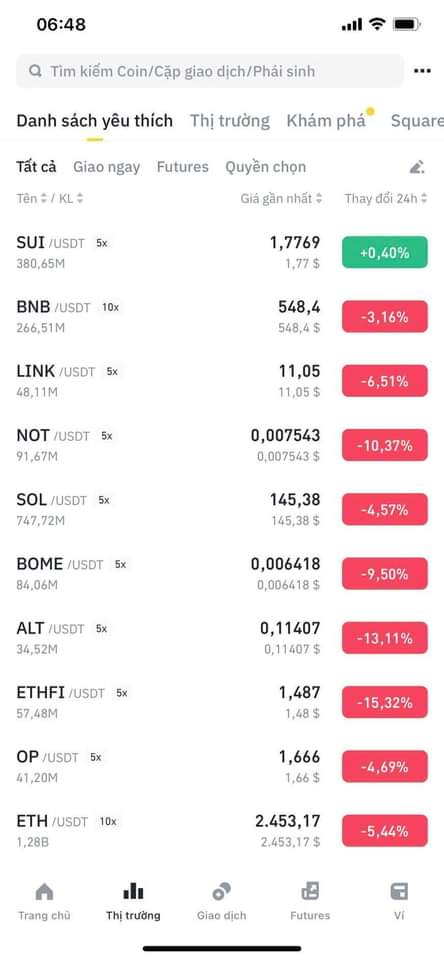 06:48
Tìm kiếm Coin/Cặp giao dịch/Phái sinh
Danh sách yêu thích Thị trường Khám phá Square
Tất cả Giao ngay Futures Quyền chọn
Tên / KL Giá gần nhất Thay đổi 24h
SUI /USDT 5x 1,7769 +0,40%
380,65M 1,77 $
BNB /USDT 10x 548,4 -3,16%
266,51M 548,4 $
LINK /USDT 5x 11,05 -6,51%
48,11M 11,05 $
NOT /USDT 5x 0,007543 -10,37%
91,67M 0,007543 $
SOL /USDT 5x 145,38 -4,57%
747,72M 145,38 $
BOME /USDT 5x 0,006418 -9,50%
84,06M 0,006418 $
ALT /USDT 5x 0,11407 -13,11%
34,52M 0,11407 $
ETHFI /USDT 5x 1,487 -15,32%
57,48M 1,48 $
OP /USDT 5x 1,666 -4,69%
41,20M 1,66 $
ETH /USDT 10x 2.453,17 -5,44%
1,28B 2.453,17 $
Trang chủ Thị trường Giao dịch Futures Ví